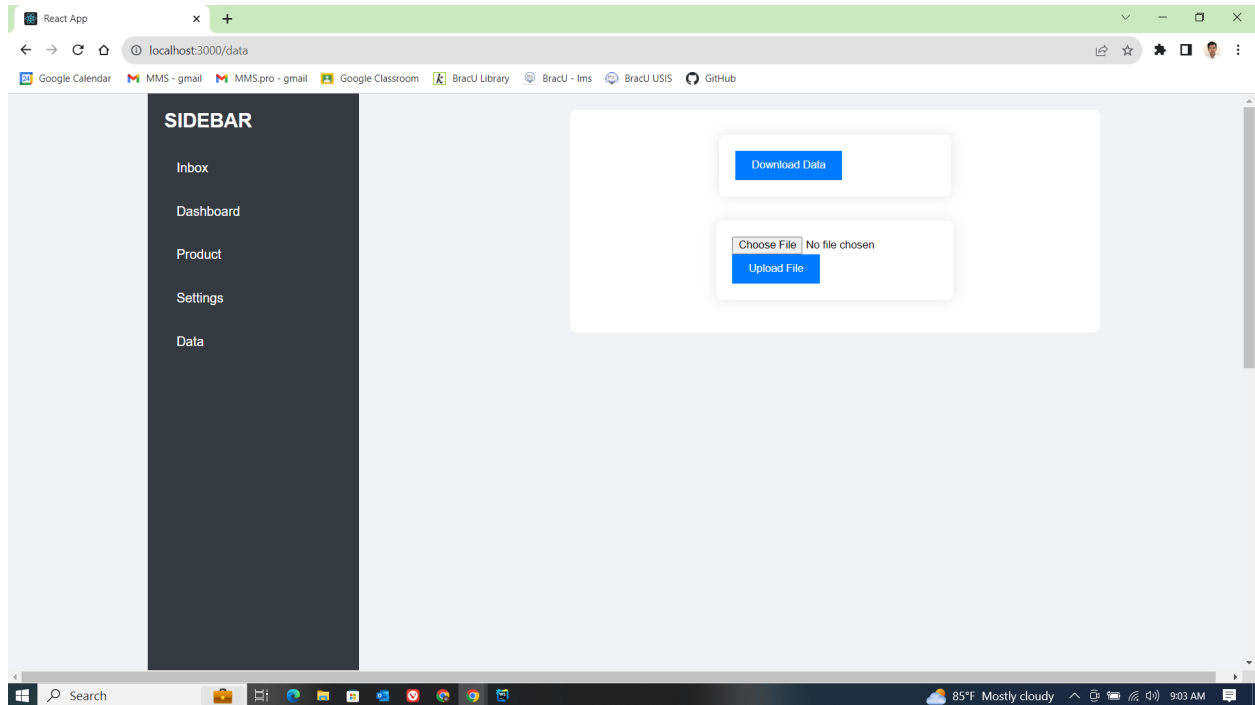 React App
localhost:3000/data
Google Calendar MMS - gmail MMS.pro - gmail Google Classroom BracU Library BracU - lms BracU USIS GitHub
SIDEBAR
Inbox
Dashboard
Product
Settings
Data
Download Data
Choose File No file chosen
Upload File
Search 85°F Mostly cloudy 9:03 AM